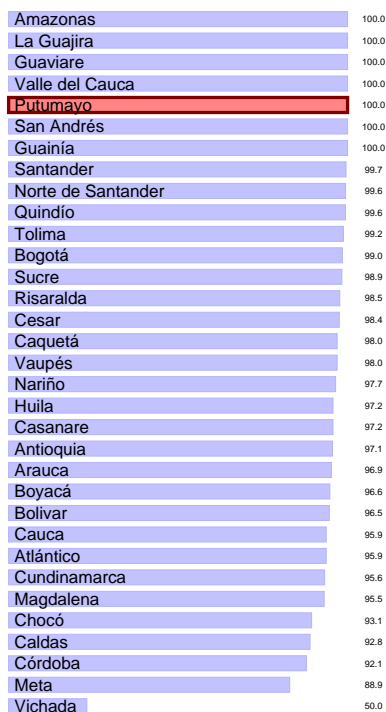 Amazonas 100.0
La Guajira 100.0
Guaviare 100.0
Valle del Cauca 100.0
Putumayo 100.0
San Andrés 100.0
Guainía 100.0
Santander 99.7
Norte de Santander 99.6
Quindío 99.6
Tolima 99.2
Bogotá 99.0
Sucre 98.9
Risaralda 98.5
Cesar 98.4
Caquetá 98.0
Vaupés 98.0
Nariño 97.7
Huila 97.2
Casanare 97.2
Antioquia 97.1
Arauca 96.9
Boyacá 96.6
Bolivar 96.5
Cauca 95.9
Atlántico 95.9
Cundinamarca 95.6
Magdalena 95.5
Chocó 93.1
Caldas 92.8
Córdoba 92.1
Meta 88.9
Vichada 50.0